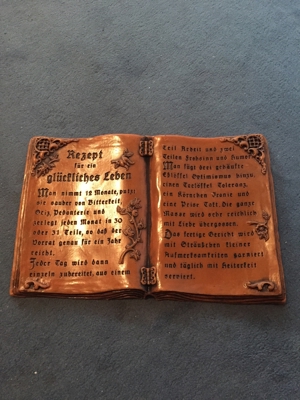 Rezept
für ein
glückliches Leben
Man nimmt 12 Monate, putzt
sie sauber von Bitterkeit,
Geiz, Pedanterie und
zerlegt jeden Monat in 30
oder 31 Teile, so daß der
Vorrat genau für ein Jahr
reicht.
Jeder Tag wird dann
einzeln zubereitet, aus einem
Teil Arbeit und zwei
Teilen Frohsinn und Humor.
Man fügt drei gehäufte
Eßlöffel Optimismus hinzu,
einen Teelöffel Toleranz,
ein Körnchen Ironie und
eine Prise Takt. Die ganze
Masse wird sehr reichlich
mit Liebe übergossen.
Das fertige Gericht wird
mit Sträußchen kleiner
Aufmerksamkeiten garniert
und täglich mit Heiterkeit
serviert.